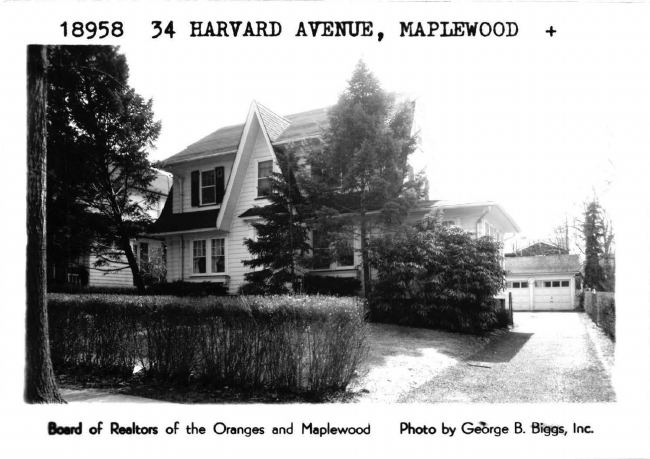 18958 34 HARVARD AVENUE, MAPLEWOOD +
Board of Realtors of the Oranges and Maplewood Photo by George B. Biggs, Inc.